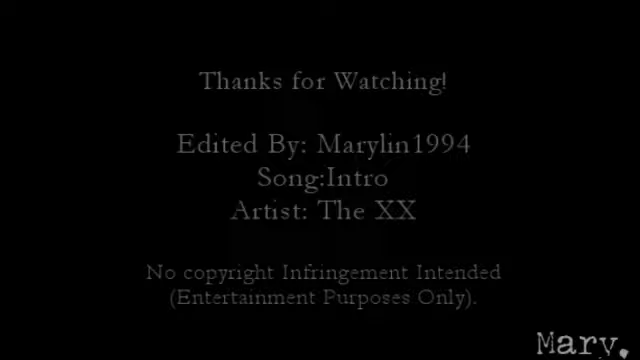 Thanks for Watching!
Edited By: Marylin1994
Song:Intro
Artist: The XX
No copyright Infringement Intended
(Entertainment Purposes Only).
Mary.